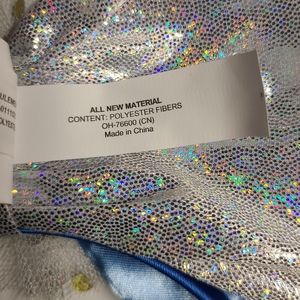 ALL NEW MATERIAL
CONTENT: POLYESTER FIBERS
OH-76600 (CN)
Made in China